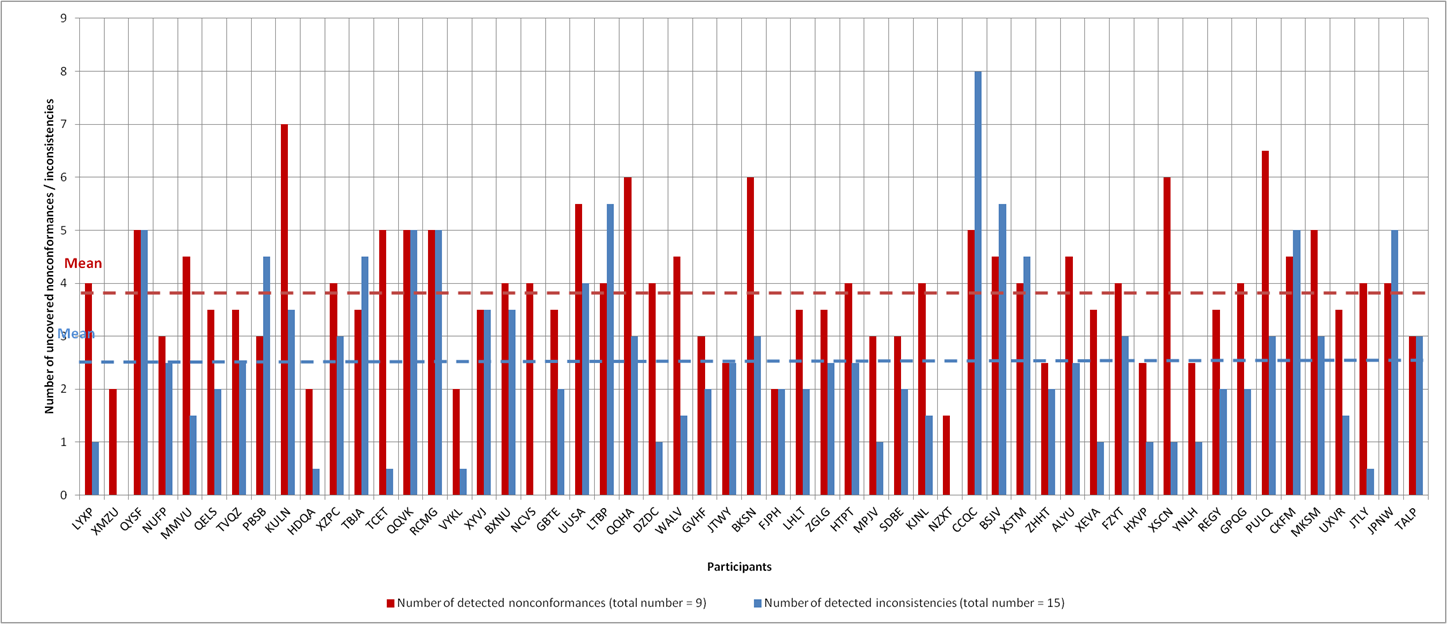 Number of uncovered nonconformances / inconsistencies
9
8
7
6
5
4
3
2
1
0
Mean
Mean
LYXP XMZU QYSF NUFP MMVU QELS TVQZ PBSB KULN HDQA XZPC TBJA TCET QQVK RCMG VYKL XYVJ BXNU NCVS GBTE UUSA LTBP QQHA DZDC WALV GVHF JTWY BKSN FJPH LHLT ZGLG HTPT MPJV SDBE KJNL NZXT CCQC BSJV XSTM ZHHT ALYU XEVA FZYT HXVP XSCN YNLH REGY GPQG PULQ CKFM MKSM UXVR JTLY JPNW TALP
Participants
Number of detected nonconformances (total number = 9) Number of detected inconsistencies (total number = 15)